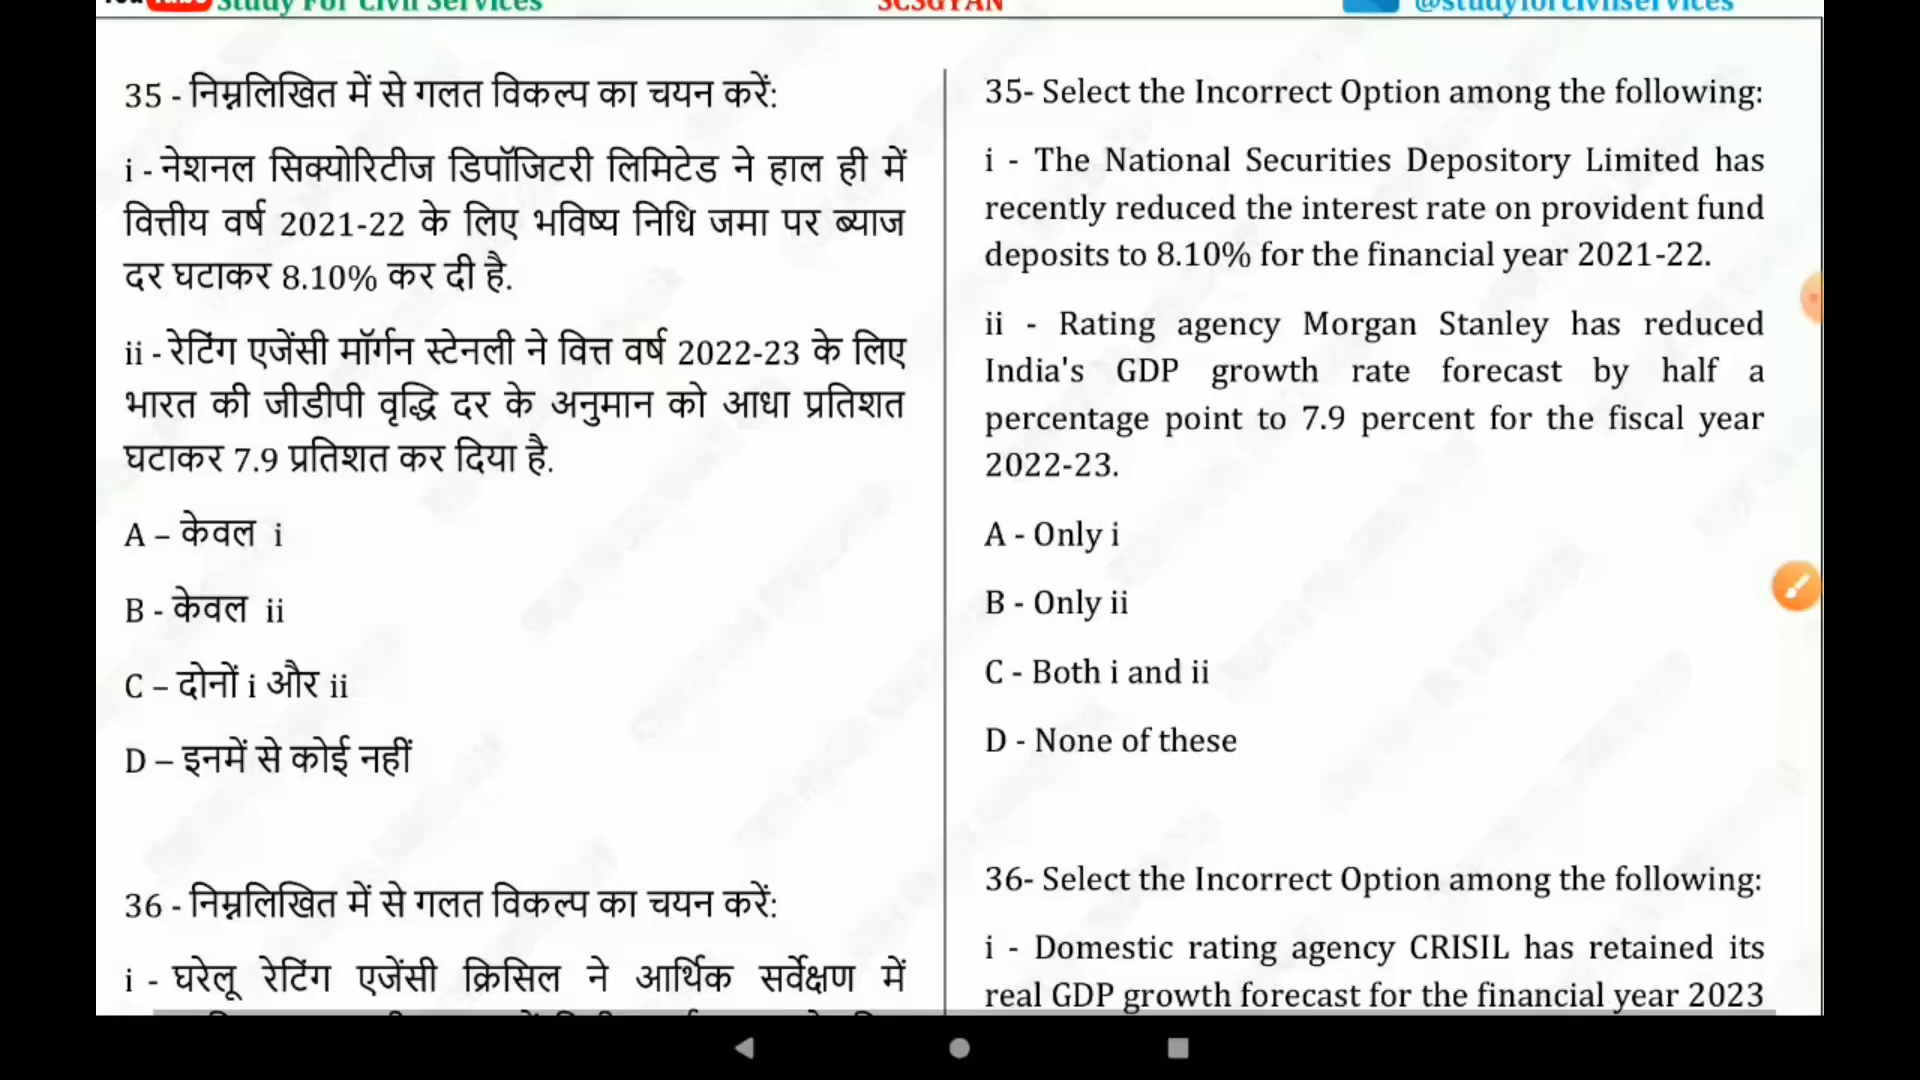 YouTube Study For Civil Services
SCSGYAN
@studyforcivilservices
35 - निम्नलिखित में से गलत विकल्प का चयन करें:
i - नेशनल सिक्योरिटीज डिपॉजिटरी लिमिटेड ने हाल ही में
वित्तीय वर्ष 2021-22 के लिए भविष्य निधि जमा पर ब्याज
दर घटाकर 8.10% कर दी है.
ii - रेटिंग एजेंसी मॉर्गन स्टेनली ने वित्त वर्ष 2022-23 के लिए
भारत की जीडीपी वृद्धि दर के अनुमान को आधा प्रतिशत
घटाकर 7.9 प्रतिशत कर दिया है.
A – केवल i
B - केवल ii
C – दोनों i और ii
D – इनमें से कोई नहीं
36 - निम्नलिखित में से गलत विकल्प का चयन करें:
i - घरेलू रेटिंग एजेंसी क्रिसिल ने आर्थिक सर्वेक्षण में
35- Select the Incorrect Option among the following:
i - The National Securities Depository Limited has
recently reduced the interest rate on provident fund
deposits to 8.10% for the financial year 2021-22.
ii - Rating agency Morgan Stanley has reduced
India's GDP growth rate forecast by half a
percentage point to 7.9 percent for the fiscal year
2022-23.
A - Only i
B - Only ii
C - Both i and ii
D - None of these
36- Select the Incorrect Option among the following:
i - Domestic rating agency CRISIL has retained its
real GDP growth forecast for the financial year 2023